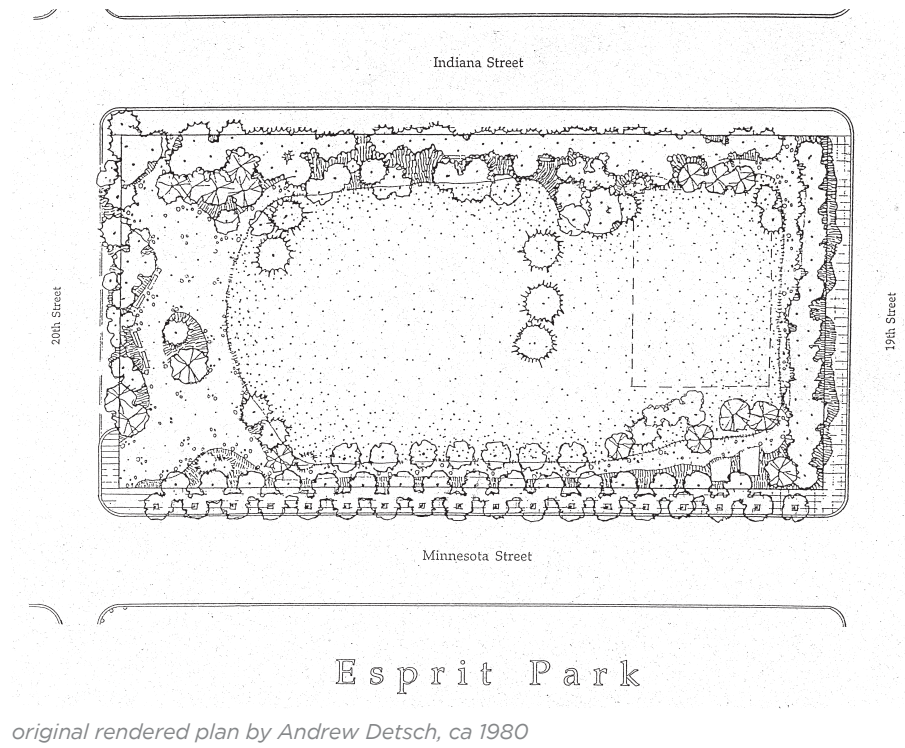 Indiana Street
20th Street
19th Street
Minnesota Street
Esprit Park
original rendered plan by Andrew Detsch, ca 1980